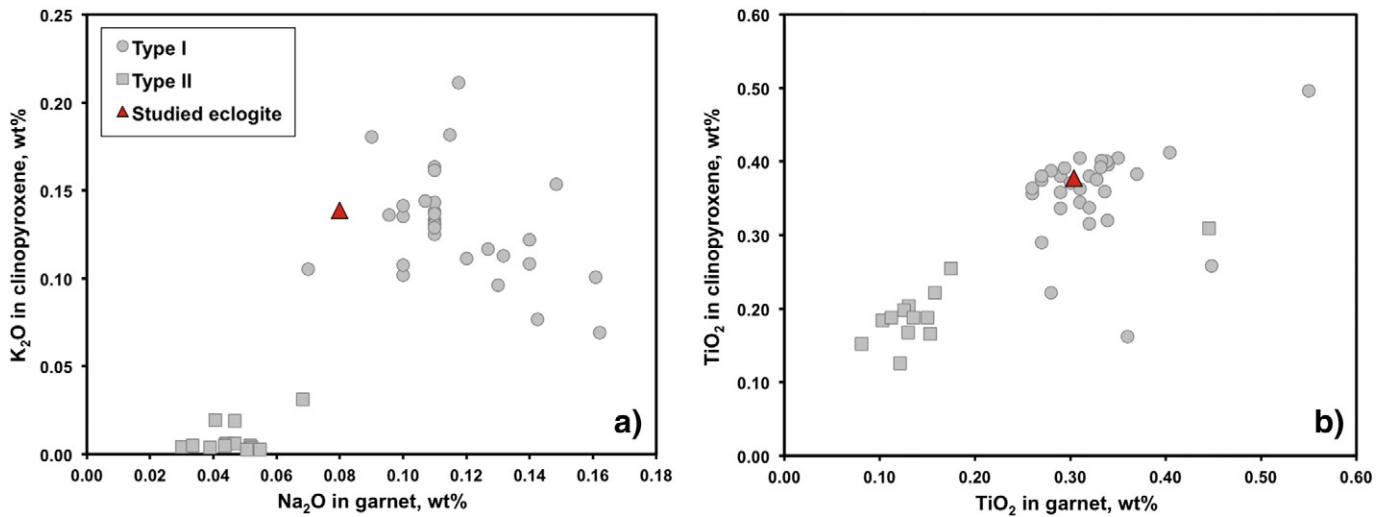 0.25
0.20
0.15
0.10
0.05
0.00
K₂O in clinopyroxene, wt%
Type I
Type II
Studied eclogite
a)
0.00 0.02 0.04 0.06 0.08 0.10 0.12 0.14 0.16 0.18
Na₂O in garnet, wt%
0.60
0.50
0.40
0.30
0.20
0.10
0.00
TiO₂ in clinopyroxene, wt%
b)
0.00 0.10 0.20 0.30 0.40 0.50 0.60
TiO₂ in garnet, wt%